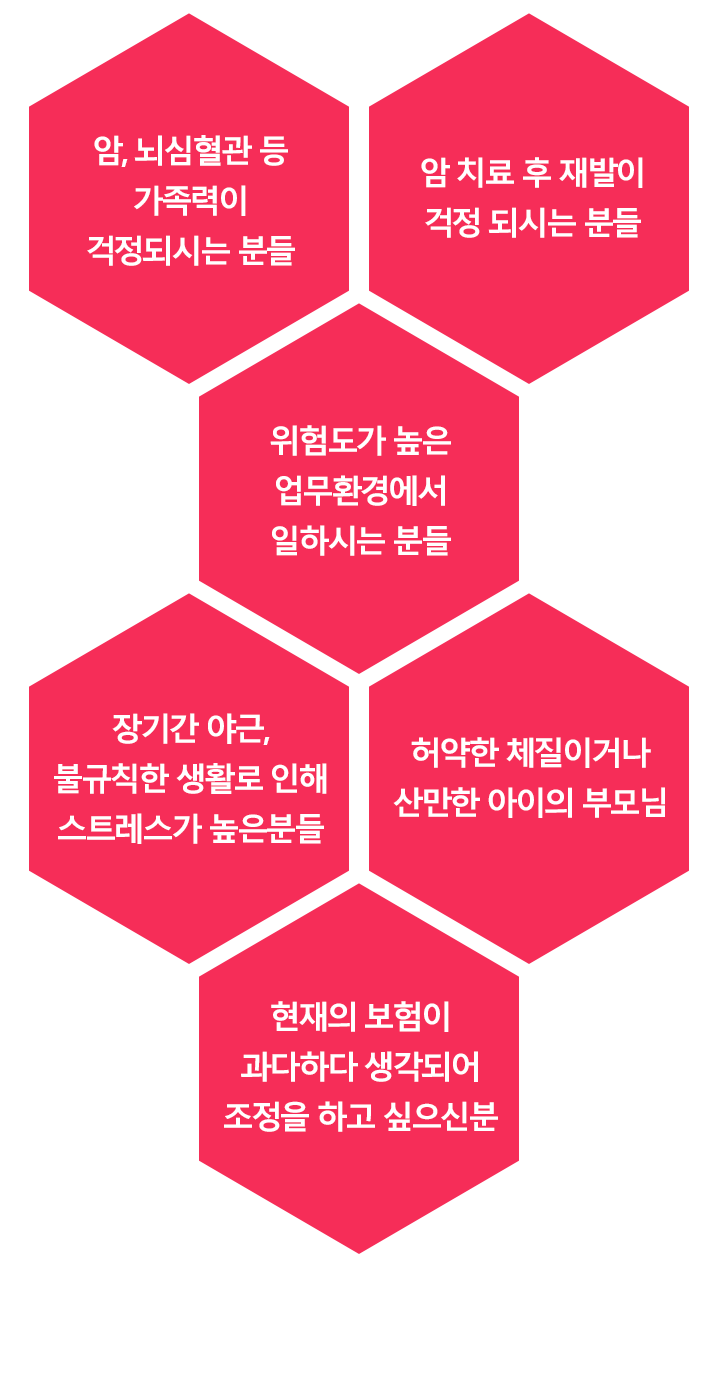 암, 뇌심혈관 등
가족력이
걱정되시는 분들
암 치료 후 재발이
걱정 되시는 분들
위험도가 높은
업무환경에서
일하시는 분들
장기간 야근,
불규칙한 생활로 인해
스트레스가 높은분들
허약한 체질이거나
산만한 아이의 부모님
현재의 보험이
과다하다 생각되어
조정을 하고 싶으신분